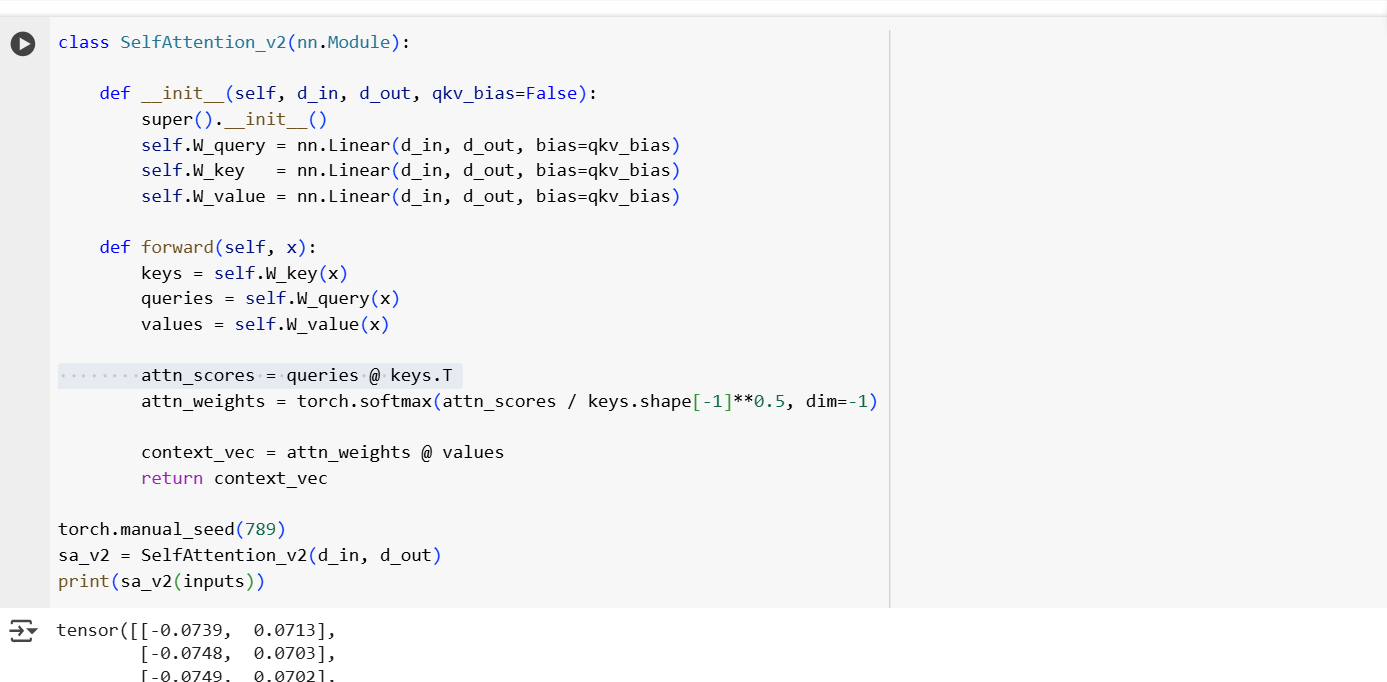 class SelfAttention_v2(nn.Module):
    def __init__(self, d_in, d_out, qkv_bias=False):
        super().__init__()
        self.W_query = nn.Linear(d_in, d_out, bias=qkv_bias)
        self.W_key   = nn.Linear(d_in, d_out, bias=qkv_bias)
        self.W_value = nn.Linear(d_in, d_out, bias=qkv_bias)
    def forward(self, x):
        keys = self.W_key(x)
        queries = self.W_query(x)
        values = self.W_value(x)
        attn_scores = queries @ keys.T
        attn_weights = torch.softmax(attn_scores / keys.shape[-1]**0.5, dim=-1)
        context_vec = attn_weights @ values
        return context_vec
torch.manual_seed(789)
sa_v2 = SelfAttention_v2(d_in, d_out)
print(sa_v2(inputs))
tensor([[-0.0739,  0.0713],
        [-0.0748,  0.0703],
        [-0.0749,  0.0702],